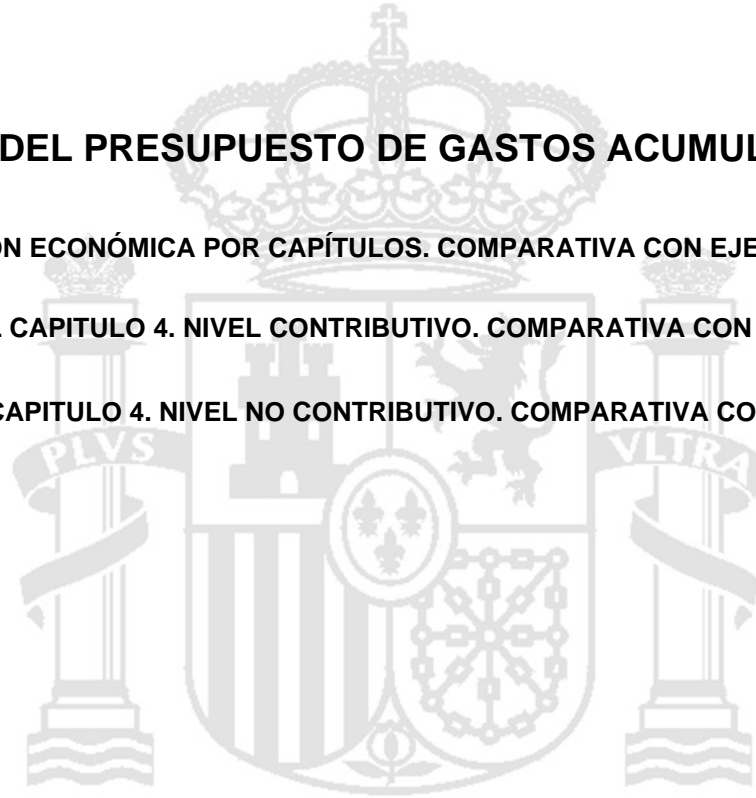 DEL PRESUPUESTO DE GASTOS ACUMUL
ÓN ECONÓMICA POR CAPÍTULOS. COMPARATIVA CON EJE
CAPITULO 4. NIVEL CONTRIBUTIVO. COMPARATIVA CON
CAPITULO 4. NIVEL NO CONTRIBUTIVO. COMPARATIVA CO
PLVS VLTRA